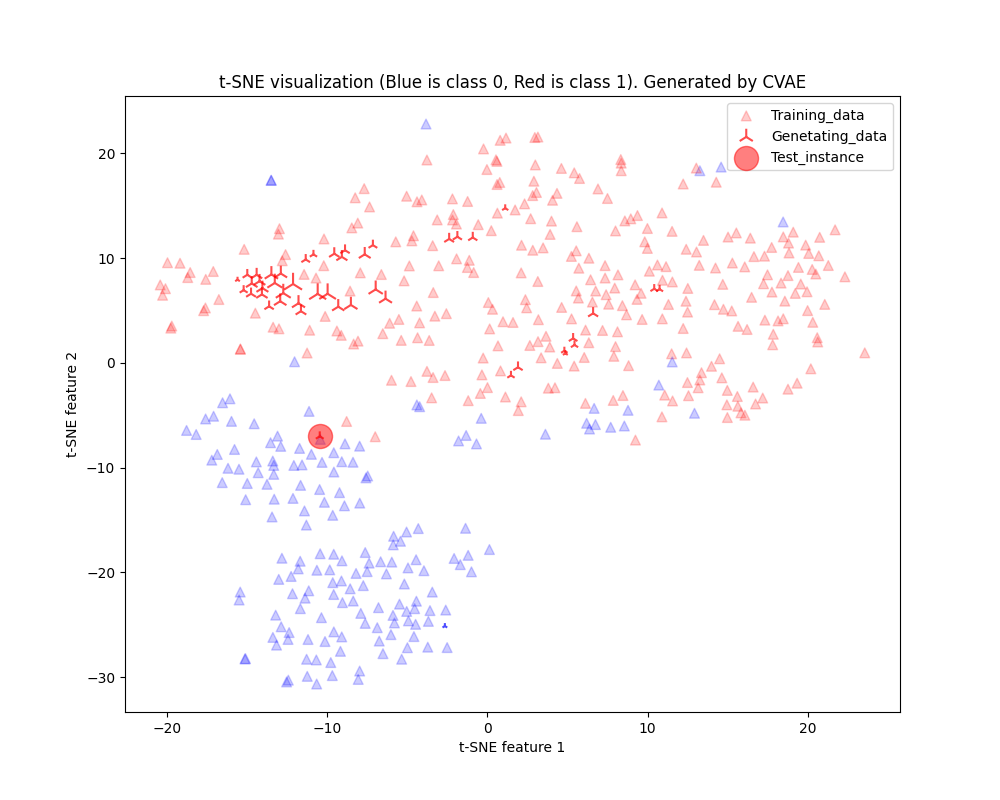 t-SNE visualization (Blue is class 0, Red is class 1). Generated by CVAE
Training_data
Genetating_data
Test_instance
20
10
0
−10
−20
−30
t-SNE feature 2
−20
−10
0
10
20
t-SNE feature 1